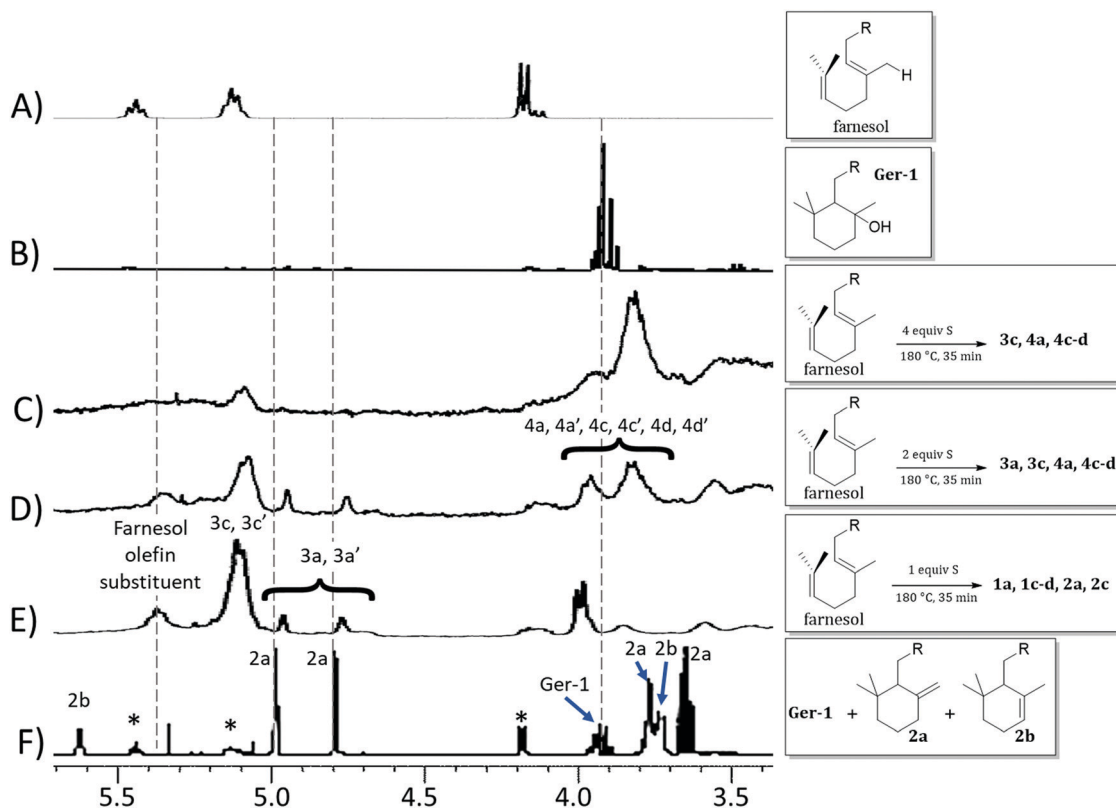 A)
R
H
farnesol
B)
R
Ger-1
OH
C)
R
4 equiv S
180 °C, 35 min
3c, 4a, 4c-d
farnesol
D)
4a, 4a’, 4c, 4c’, 4d, 4d’
R
2 equiv S
180 °C, 35 min
3a, 3c, 4a, 4c-d
farnesol
E)
Farnesol
olefin
substituent
3c, 3c’
3a, 3a’
R
1 equiv S
180 °C, 35 min
1a, 1c-d, 2a, 2c
farnesol
F)
2b
*
*
2a
2a
*
Ger-1
2a
2b
2a
Ger-1 + 
R
2a
+
R
2b
5.5
5.0
4.5
4.0
3.5